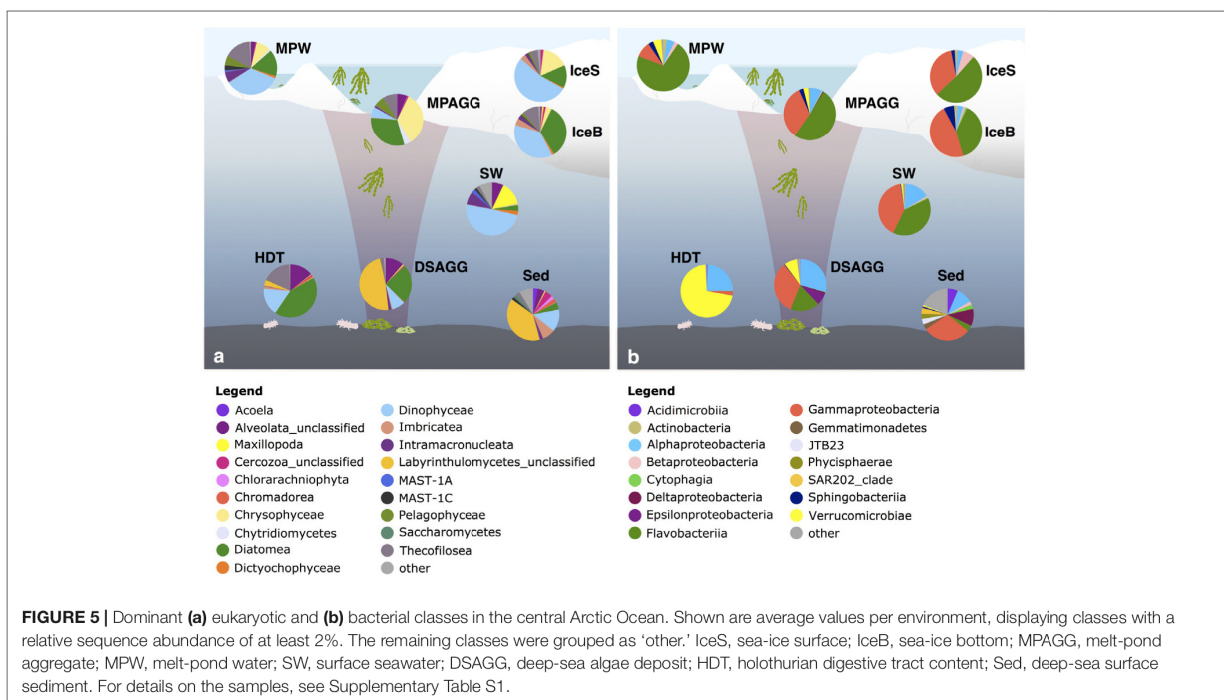 MPW
IceS
MPAGG
IceB
SW
HDT
DSAGG
Sed
a
MPW
IceS
MPAGG
IceB
SW
HDT
DSAGG
Sed
b
Legend
Acoela
Alveolata_unclassified
Maxillopoda
Cercozoa_unclassified
Chlorarachniophyta
Chromadorea
Chrysophyceae
Chytridiomycetes
Diatomea
Dictyochophyceae
Dinophyceae
Imbricatea
Intramacronucleata
Labyrinthulomycetes_unclassified
MAST-1A
MAST-1C
Pelagophyceae
Saccharomycetes
Thecofilosea
other
Legend
Acidimicrobiia
Actinobacteria
Alphaproteobacteria
Betaproteobacteria
Cytophagia
Deltaproteobacteria
Epsilonproteobacteria
Flavobacteriia
Gammaproteobacteria
Gemmatimonadetes
JTB23
Phycisphaerae
SAR202_clade
Sphingobacteriia
Verrucomicrobiae
other
FIGURE 5 | Dominant (a) eukaryotic and (b) bacterial classes in the central Arctic Ocean. Shown are average values per environment, displaying classes with a
relative sequence abundance of at least 2%. The remaining classes were grouped as 'other.' IceS, sea-ice surface; IceB, sea-ice bottom; MPAGG, melt-pond
aggregate; MPW, melt-pond water; SW, surface seawater; DSAGG, deep-sea algae deposit; HDT, holothurian digestive tract content; Sed, deep-sea surface
sediment. For details on the samples, see Supplementary Table S1.